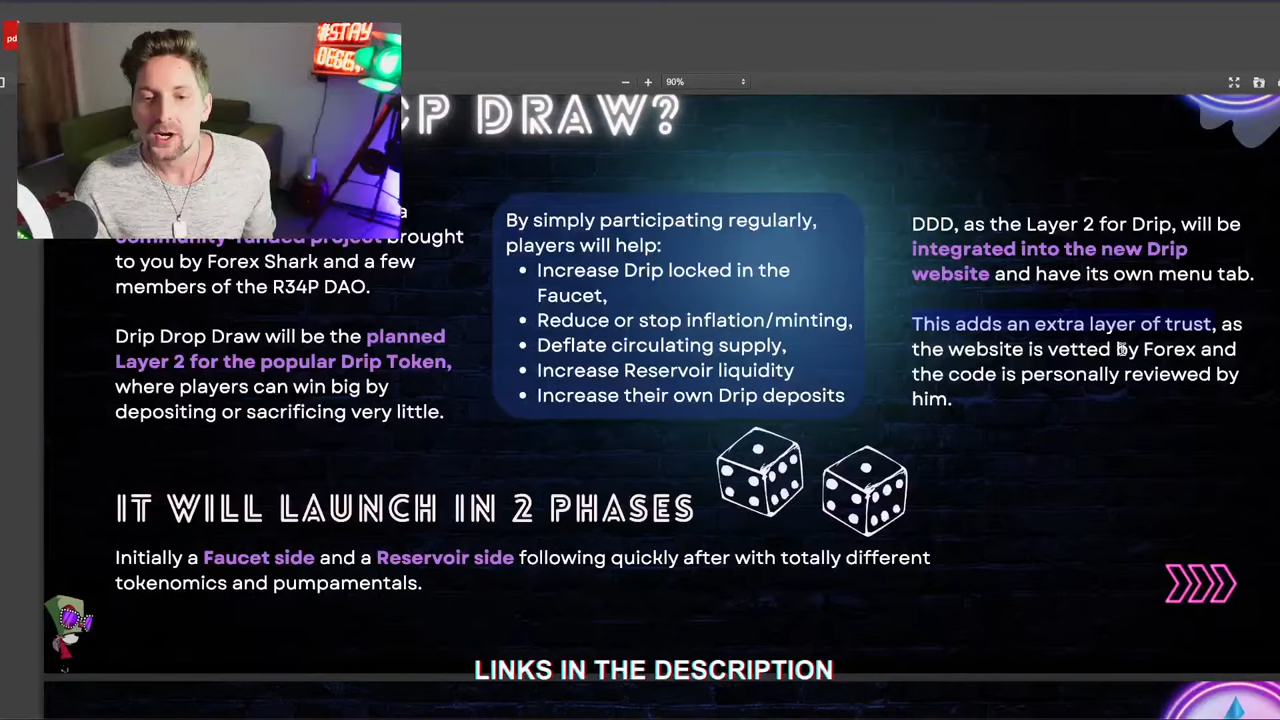 #STAY
DEGEN
pd
90%
P DRAW?
a
community-funded project brought
to you by Forex Shark and a few
members of the R34P DAO.
Drip Drop Draw will be the planned
Layer 2 for the popular Drip Token,
where players can win big by
depositing or sacrificing very little.
By simply participating regularly,
players will help:
• Increase Drip locked in the
Faucet,
• Reduce or stop inflation/minting,
• Deflate circulating supply,
• Increase Reservoir liquidity
• Increase their own Drip deposits
DDD, as the Layer 2 for Drip, will be
integrated into the new Drip
website and have its own menu tab.
This adds an extra layer of trust, as
the website is vetted by Forex and
the code is personally reviewed by
him.
IT WILL LAUNCH IN 2 PHASES
Initially a Faucet side and a Reservoir side following quickly after with totally different
tokenomics and pumpamentals.
LINKS IN THE DESCRIPTION